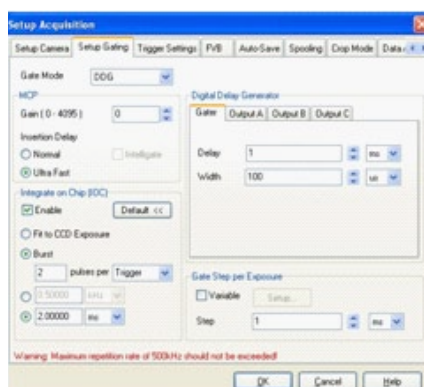 Setup Acquisition
Setup Camera Setup Gating Trigger Settings FVB Auto-Save Spooling Crop Mode Data
Gate Mode DDG
MCP
Gain ( 0 - 4095 ) 0
Insertion Delay
Normal Intelligate
Ultra Fast
Digital Delay Generator
Gater Output A Output B Output C
Delay 1 ms
Width 100 us
Integrate on Chip (IOC)
Enable Default <<
Fit to CCD Exposure
Burst
2 pulses per Trigger
0.50000 kHz
2.00000 ms
Gate Step per Exposure
Variable Setup...
Step 1 ms
Warning: Maximum repetition rate of 500kHz should not be exceeded!
OK Cancel Help